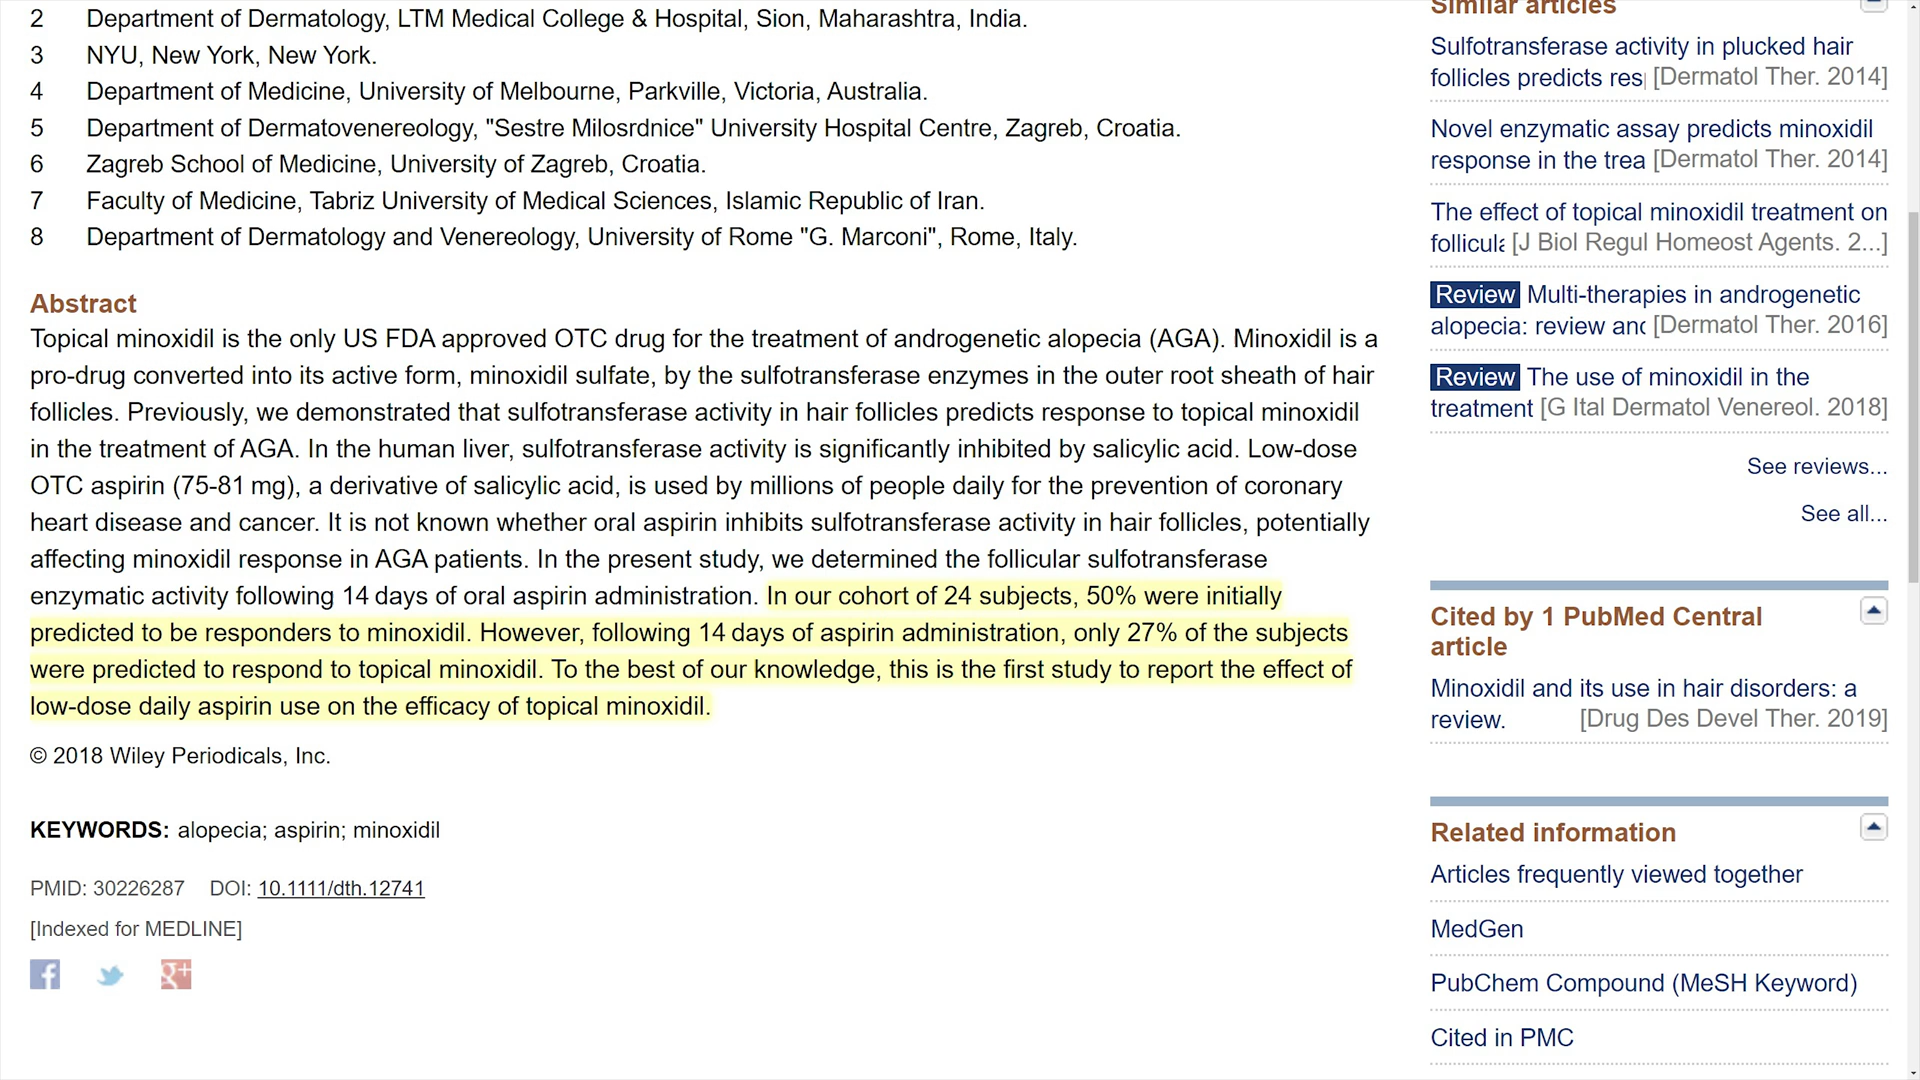 2 Department of Dermatology, LTM Medical College & Hospital, Sion, Maharashtra, India.
3 NYU, New York, New York.
4 Department of Medicine, University of Melbourne, Parkville, Victoria, Australia.
5 Department of Dermatovenereology, "Sestre Milosrdnice" University Hospital Centre, Zagreb, Croatia.
6 Zagreb School of Medicine, University of Zagreb, Croatia.
7 Faculty of Medicine, Tabriz University of Medical Sciences, Islamic Republic of Iran.
8 Department of Dermatology and Venereology, University of Rome "G. Marconi", Rome, Italy.
Abstract
Topical minoxidil is the only US FDA approved OTC drug for the treatment of androgenetic alopecia (AGA). Minoxidil is a
pro-drug converted into its active form, minoxidil sulfate, by the sulfotransferase enzymes in the outer root sheath of hair
follicles. Previously, we demonstrated that sulfotransferase activity in hair follicles predicts response to topical minoxidil
in the treatment of AGA. In the human liver, sulfotransferase activity is significantly inhibited by salicylic acid. Low-dose
OTC aspirin (75-81 mg), a derivative of salicylic acid, is used by millions of people daily for the prevention of coronary
heart disease and cancer. It is not known whether oral aspirin inhibits sulfotransferase activity in hair follicles, potentially
affecting minoxidil response in AGA patients. In the present study, we determined the follicular sulfotransferase
enzymatic activity following 14 days of oral aspirin administration. In our cohort of 24 subjects, 50% were initially
predicted to be responders to minoxidil. However, following 14 days of aspirin administration, only 27% of the subjects
were predicted to respond to topical minoxidil. To the best of our knowledge, this is the first study to report the effect of
low-dose daily aspirin use on the efficacy of topical minoxidil.
© 2018 Wiley Periodicals, Inc.
KEYWORDS: alopecia; aspirin; minoxidil
PMID: 30226287 DOI: 10.1111/dth.12741
[Indexed for MEDLINE]
f g+
Similar articles
Sulfotransferase activity in plucked hair
follicles predicts res [Dermatol Ther. 2014]
Novel enzymatic assay predicts minoxidil
response in the trea [Dermatol Ther. 2014]
The effect of topical minoxidil treatment on
follicula [J Biol Regul Homeost Agents. 2...]
Review Multi-therapies in androgenetic
alopecia: review and [Dermatol Ther. 2016]
Review The use of minoxidil in the
treatment [G Ital Dermatol Venereol. 2018]
See reviews...
See all...
Cited by 1 PubMed Central
article
Minoxidil and its use in hair disorders: a
review. [Drug Des Devel Ther. 2019]
Related information
Articles frequently viewed together
MedGen
PubChem Compound (MeSH Keyword)
Cited in PMC